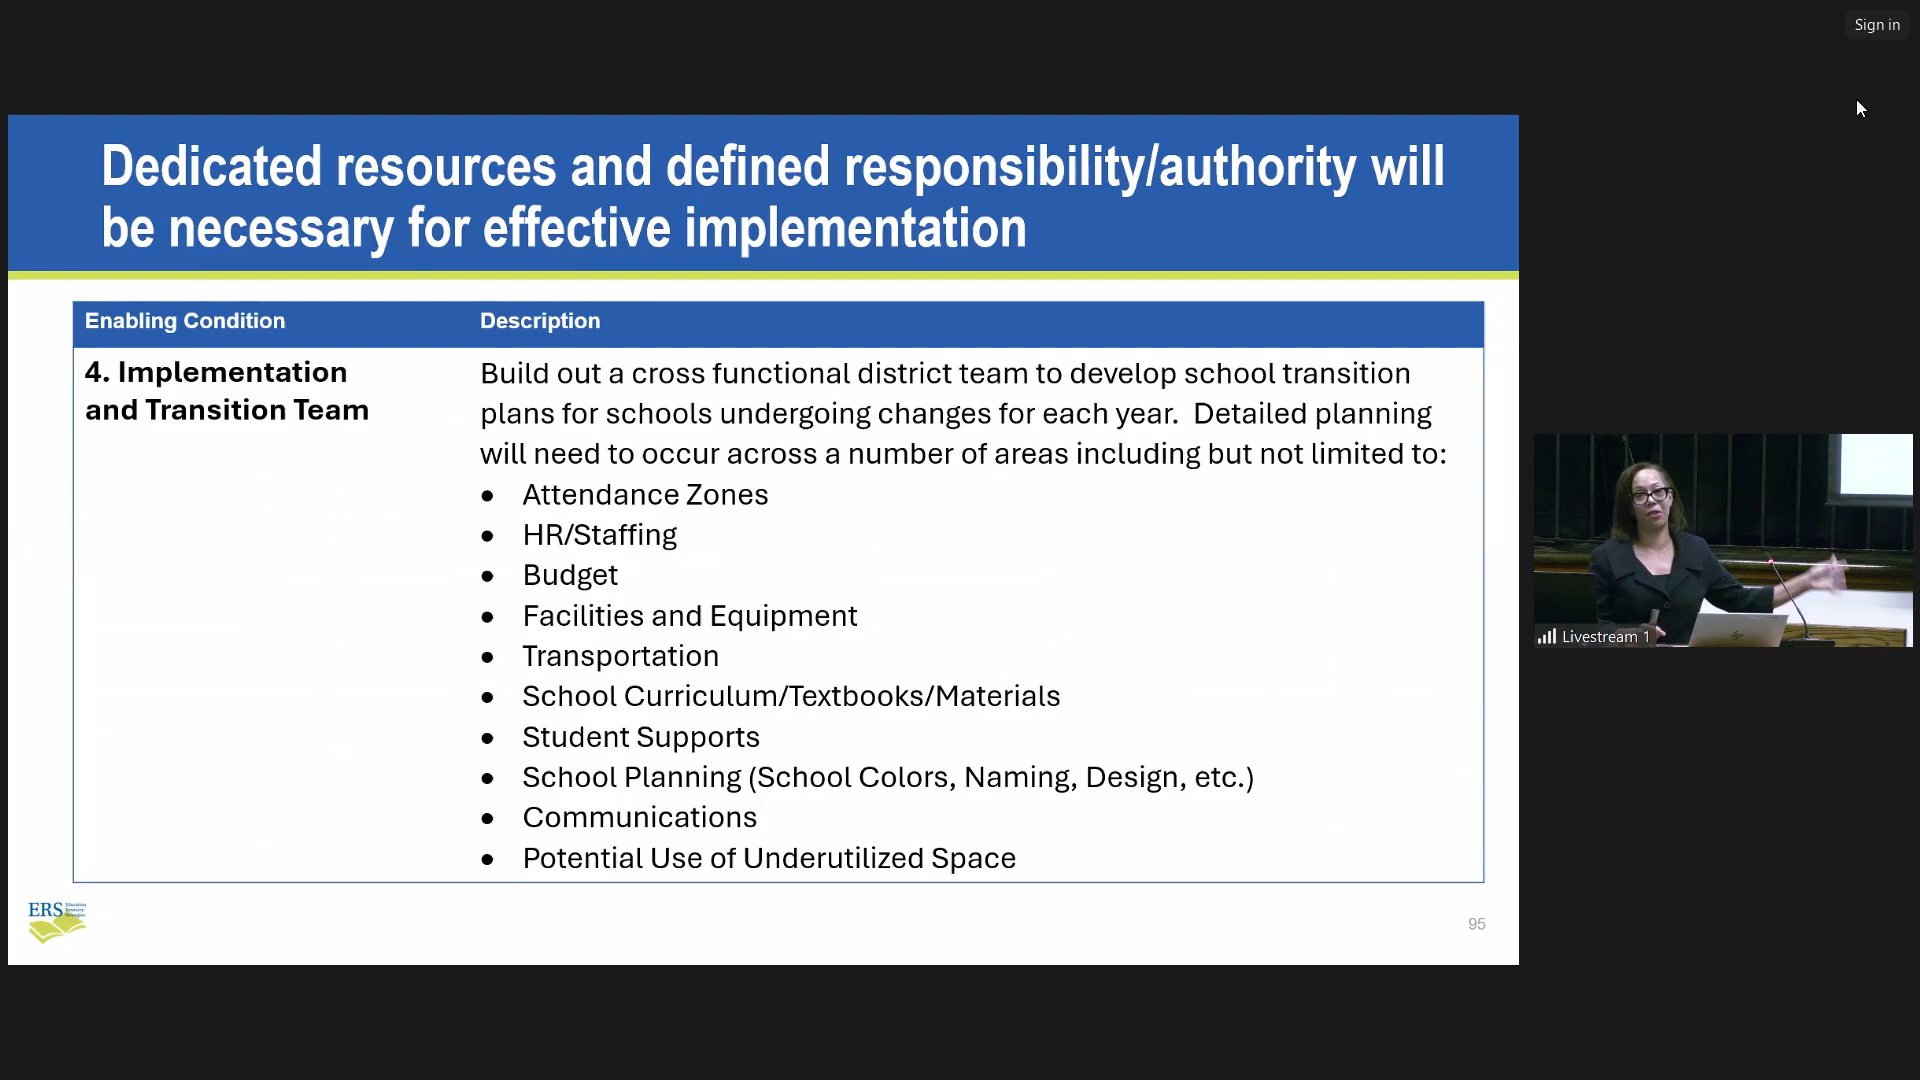 Sign in
Dedicated resources and defined responsibility/authority will
be necessary for effective implementation
Enabling Condition Description
4. Implementation
and Transition Team
Build out a cross functional district team to develop school transition
plans for schools undergoing changes for each year.  Detailed planning
will need to occur across a number of areas including but not limited to:
• Attendance Zones
• HR/Staffing
• Budget
• Facilities and Equipment
• Transportation
• School Curriculum/Textbooks/Materials
• Student Supports
• School Planning (School Colors, Naming, Design, etc.)
• Communications
• Potential Use of Underutilized Space
ERS Education
Resource
Strategies
95
Livestream 1
hp